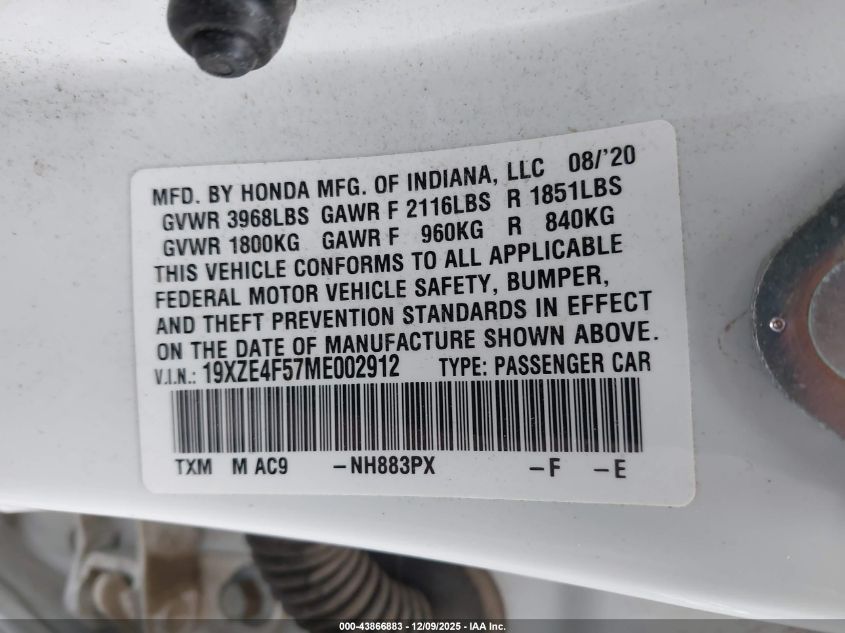 MFD. BY HONDA MFG. OF INDIANA, LLC 08/'20
GVWR 3968LBS GAWR F 2116LBS R 1851LBS
GVWR 1800KG GAWR F 960KG R 840KG
THIS VEHICLE CONFORMS TO ALL APPLICABLE
FEDERAL MOTOR VEHICLE SAFETY, BUMPER,
AND THEFT PREVENTION STANDARDS IN EFFECT
ON THE DATE OF MANUFACTURE SHOWN ABOVE.
V.I.N.: 19XZE4F57ME002912 TYPE: PASSENGER CAR
TXM M AC9 -NH883PX -F -E
000-43866883 / 12/09/2025 - IAA Inc.